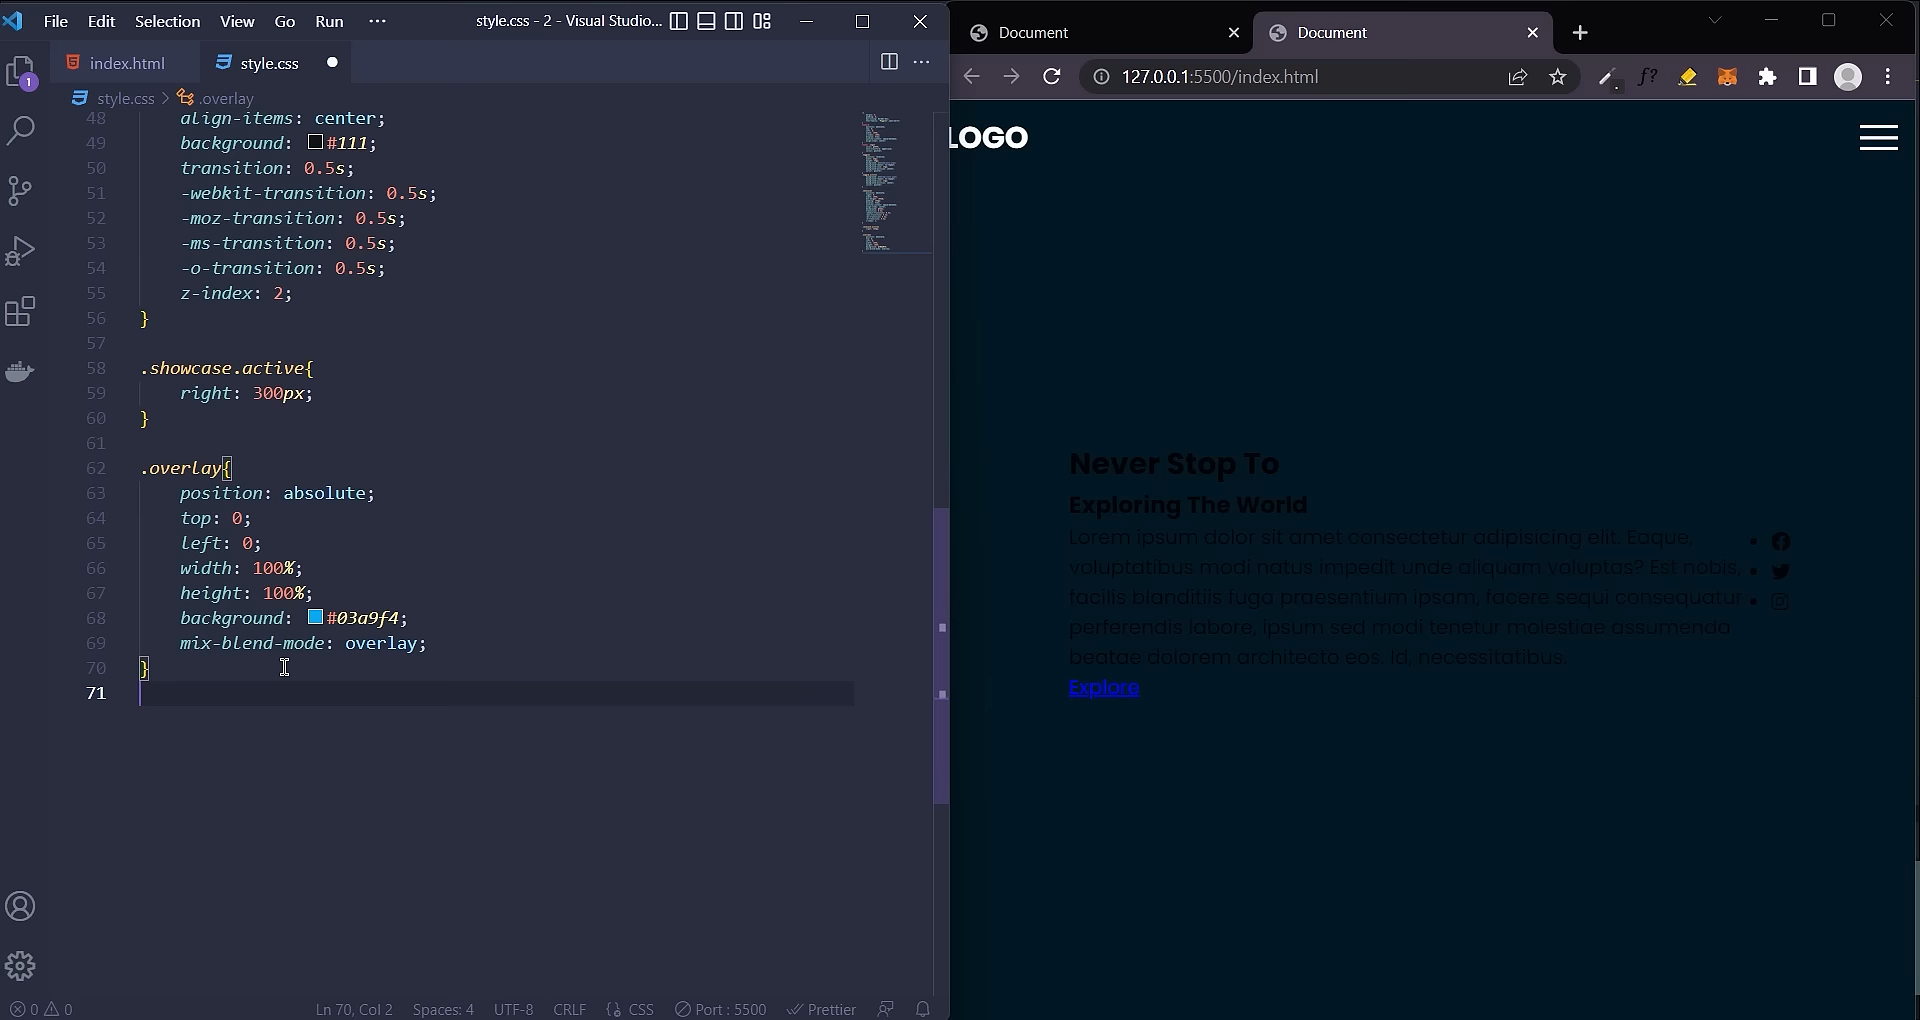 File Edit Selection View Go Run ··· style.css - 2 - Visual Studio...
index.html style.css
style.css > .overlay
48 align-items: center;
49 background: #111;
50 transition: 0.5s;
51 -webkit-transition: 0.5s;
52 -moz-transition: 0.5s;
53 -ms-transition: 0.5s;
54 -o-transition: 0.5s;
55 z-index: 2;
56 }
57
58 .showcase.active{
59 right: 300px;
60 }
61
62 .overlay{
63 position: absolute;
64 top: 0;
65 left: 0;
66 width: 100%;
67 height: 100%;
68 background: #03a9f4;
69 mix-blend-mode: overlay;
70 }
71
1
0 0 Ln 70, Col 2 Spaces: 4 UTF-8 CRLF {} CSS Port : 5500 Prettier
Document Document
127.0.0.1:5500/index.html f?
LOGO
Never Stop To
Exploring The World
Lorem ipsum dolor sit amet consectetur adipisicing elit. Eaque,
voluptatibus modi natus impedit unde aliquam voluptas? Est nobis,
facilis blanditiis fuga praesentium ipsam, facere sequi consequatur
perferendis labore, ipsum sed modi tenetur molestiae assumenda
beatae dolorem architecto eos. Id, necessitatibus.
Explore